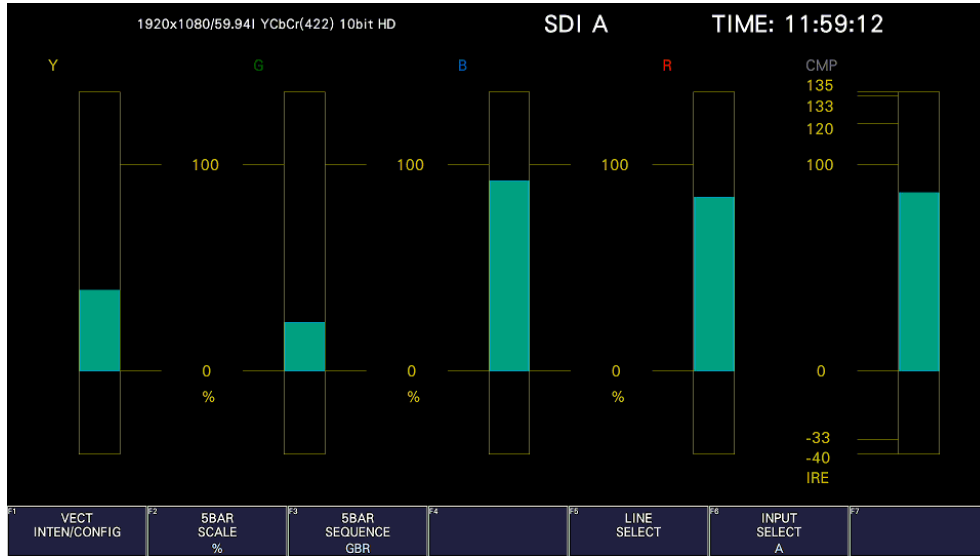 1920x1080/59.94I YCbCr(422) 10bit HD SDI A TIME: 11:59:12
Y G B R CMP
135
133
120
100 100 100 100
0 0 0 0
% % %
-33
-40
IRE
F1 VECT INTEN/CONFIG
F2 5BAR SCALE %
F3 5BAR SEQUENCE GBR
F4
F5 LINE SELECT
F6 INPUT SELECT A
F7